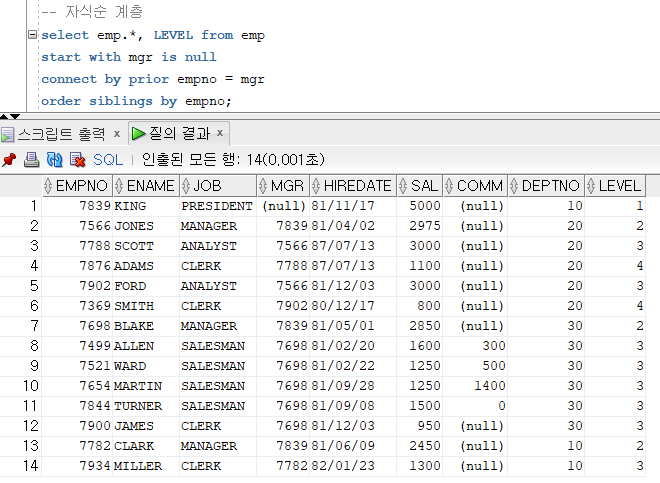 -- 자식순 계층
select emp.*, LEVEL from emp
start with mgr is null
connect by prior empno = mgr
order siblings by empno;
스크립트 출력 x 질의 결과 x
SQL | 인출된 모든 행: 14(0,001초)
EMPNO ENAME JOB MGR HIREDATE SAL COMM DEPTNO LEVEL
1 7839 KING PRESIDENT (null) 81/11/17 5000 (null) 10 1
2 7566 JONES MANAGER 7839 81/04/02 2975 (null) 20 2
3 7788 SCOTT ANALYST 7566 87/07/13 3000 (null) 20 3
4 7876 ADAMS CLERK 7788 87/07/13 1100 (null) 20 4
5 7902 FORD ANALYST 7566 81/12/03 3000 (null) 20 3
6 7369 SMITH CLERK 7902 80/12/17 800 (null) 20 4
7 7698 BLAKE MANAGER 7839 81/05/01 2850 (null) 30 2
8 7499 ALLEN SALESMAN 7698 81/02/20 1600 300 30 3
9 7521 WARD SALESMAN 7698 81/02/22 1250 500 30 3
10 7654 MARTIN SALESMAN 7698 81/09/28 1250 1400 30 3
11 7844 TURNER SALESMAN 7698 81/09/08 1500 0 30 3
12 7900 JAMES CLERK 7698 81/12/03 950 (null) 30 3
13 7782 CLARK MANAGER 7839 81/06/09 2450 (null) 10 2
14 7934 MILLER CLERK 7782 82/01/23 1300 (null) 10 3